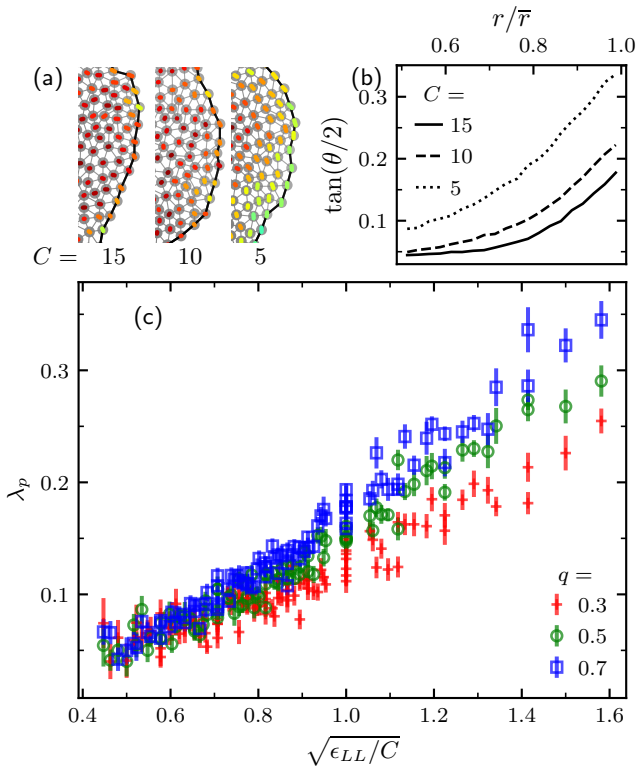 (a)
C = 15 10 5
(b)
r/r̅
0.6 0.8 1.0
tan(θ/2)
0.3
0.2
0.1
C =
15
10
5
(c)
λp
0.3
0.2
0.1
q =
0.3
0.5
0.7
0.4 0.6 0.8 1.0 1.2 1.4 1.6
√ϵLL/C